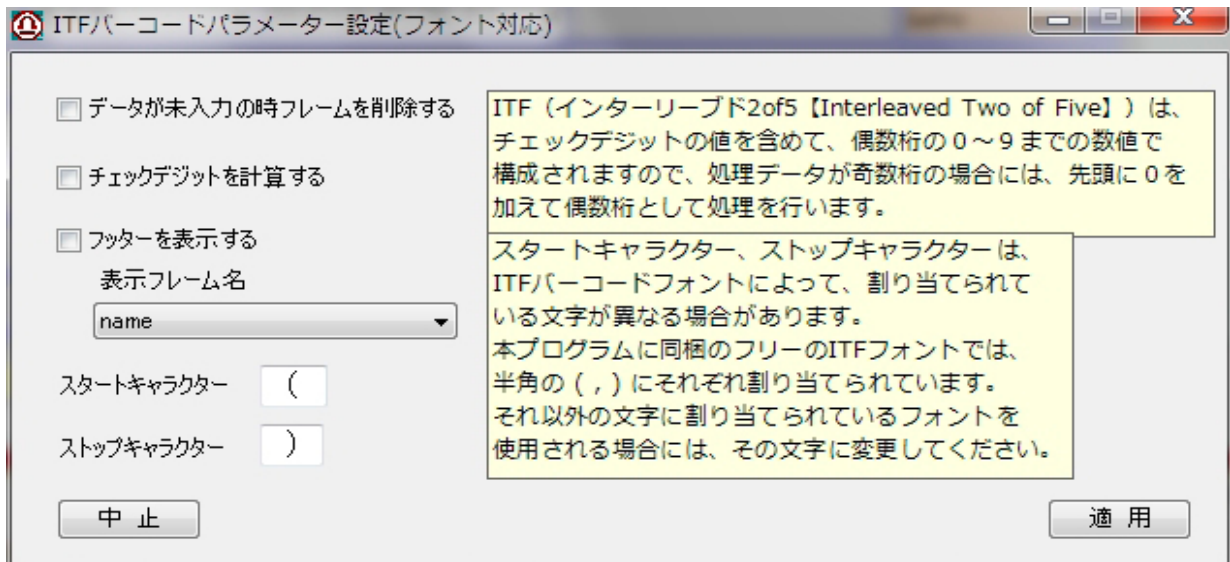 ITFバーコードパラメーター設定(フォント対応)
データが未入力の時フレームを削除する
チェックデジットを計算する
フッターを表示する
表示フレーム名
name
スタートキャラクター (
ストップキャラクター )
ITF（インターリーブド2of5【Interleaved Two of Five】）は、
チェックデジットの値を含めて、偶数桁の０～９までの数値で
構成されますので、処理データが奇数桁の場合には、先頭に０を
加えて偶数桁として処理を行います。
スタートキャラクター、ストップキャラクターは、
ITFバーコードフォントによって、割り当てられて
いる文字が異なる場合があります。
本プログラムに同梱のフリーのITFフォントでは、
半角の ( , ) にそれぞれ割り当てられています。
それ以外の文字に割り当てられているフォントを
使用される場合には、その文字に変更してください。
中 止
適 用